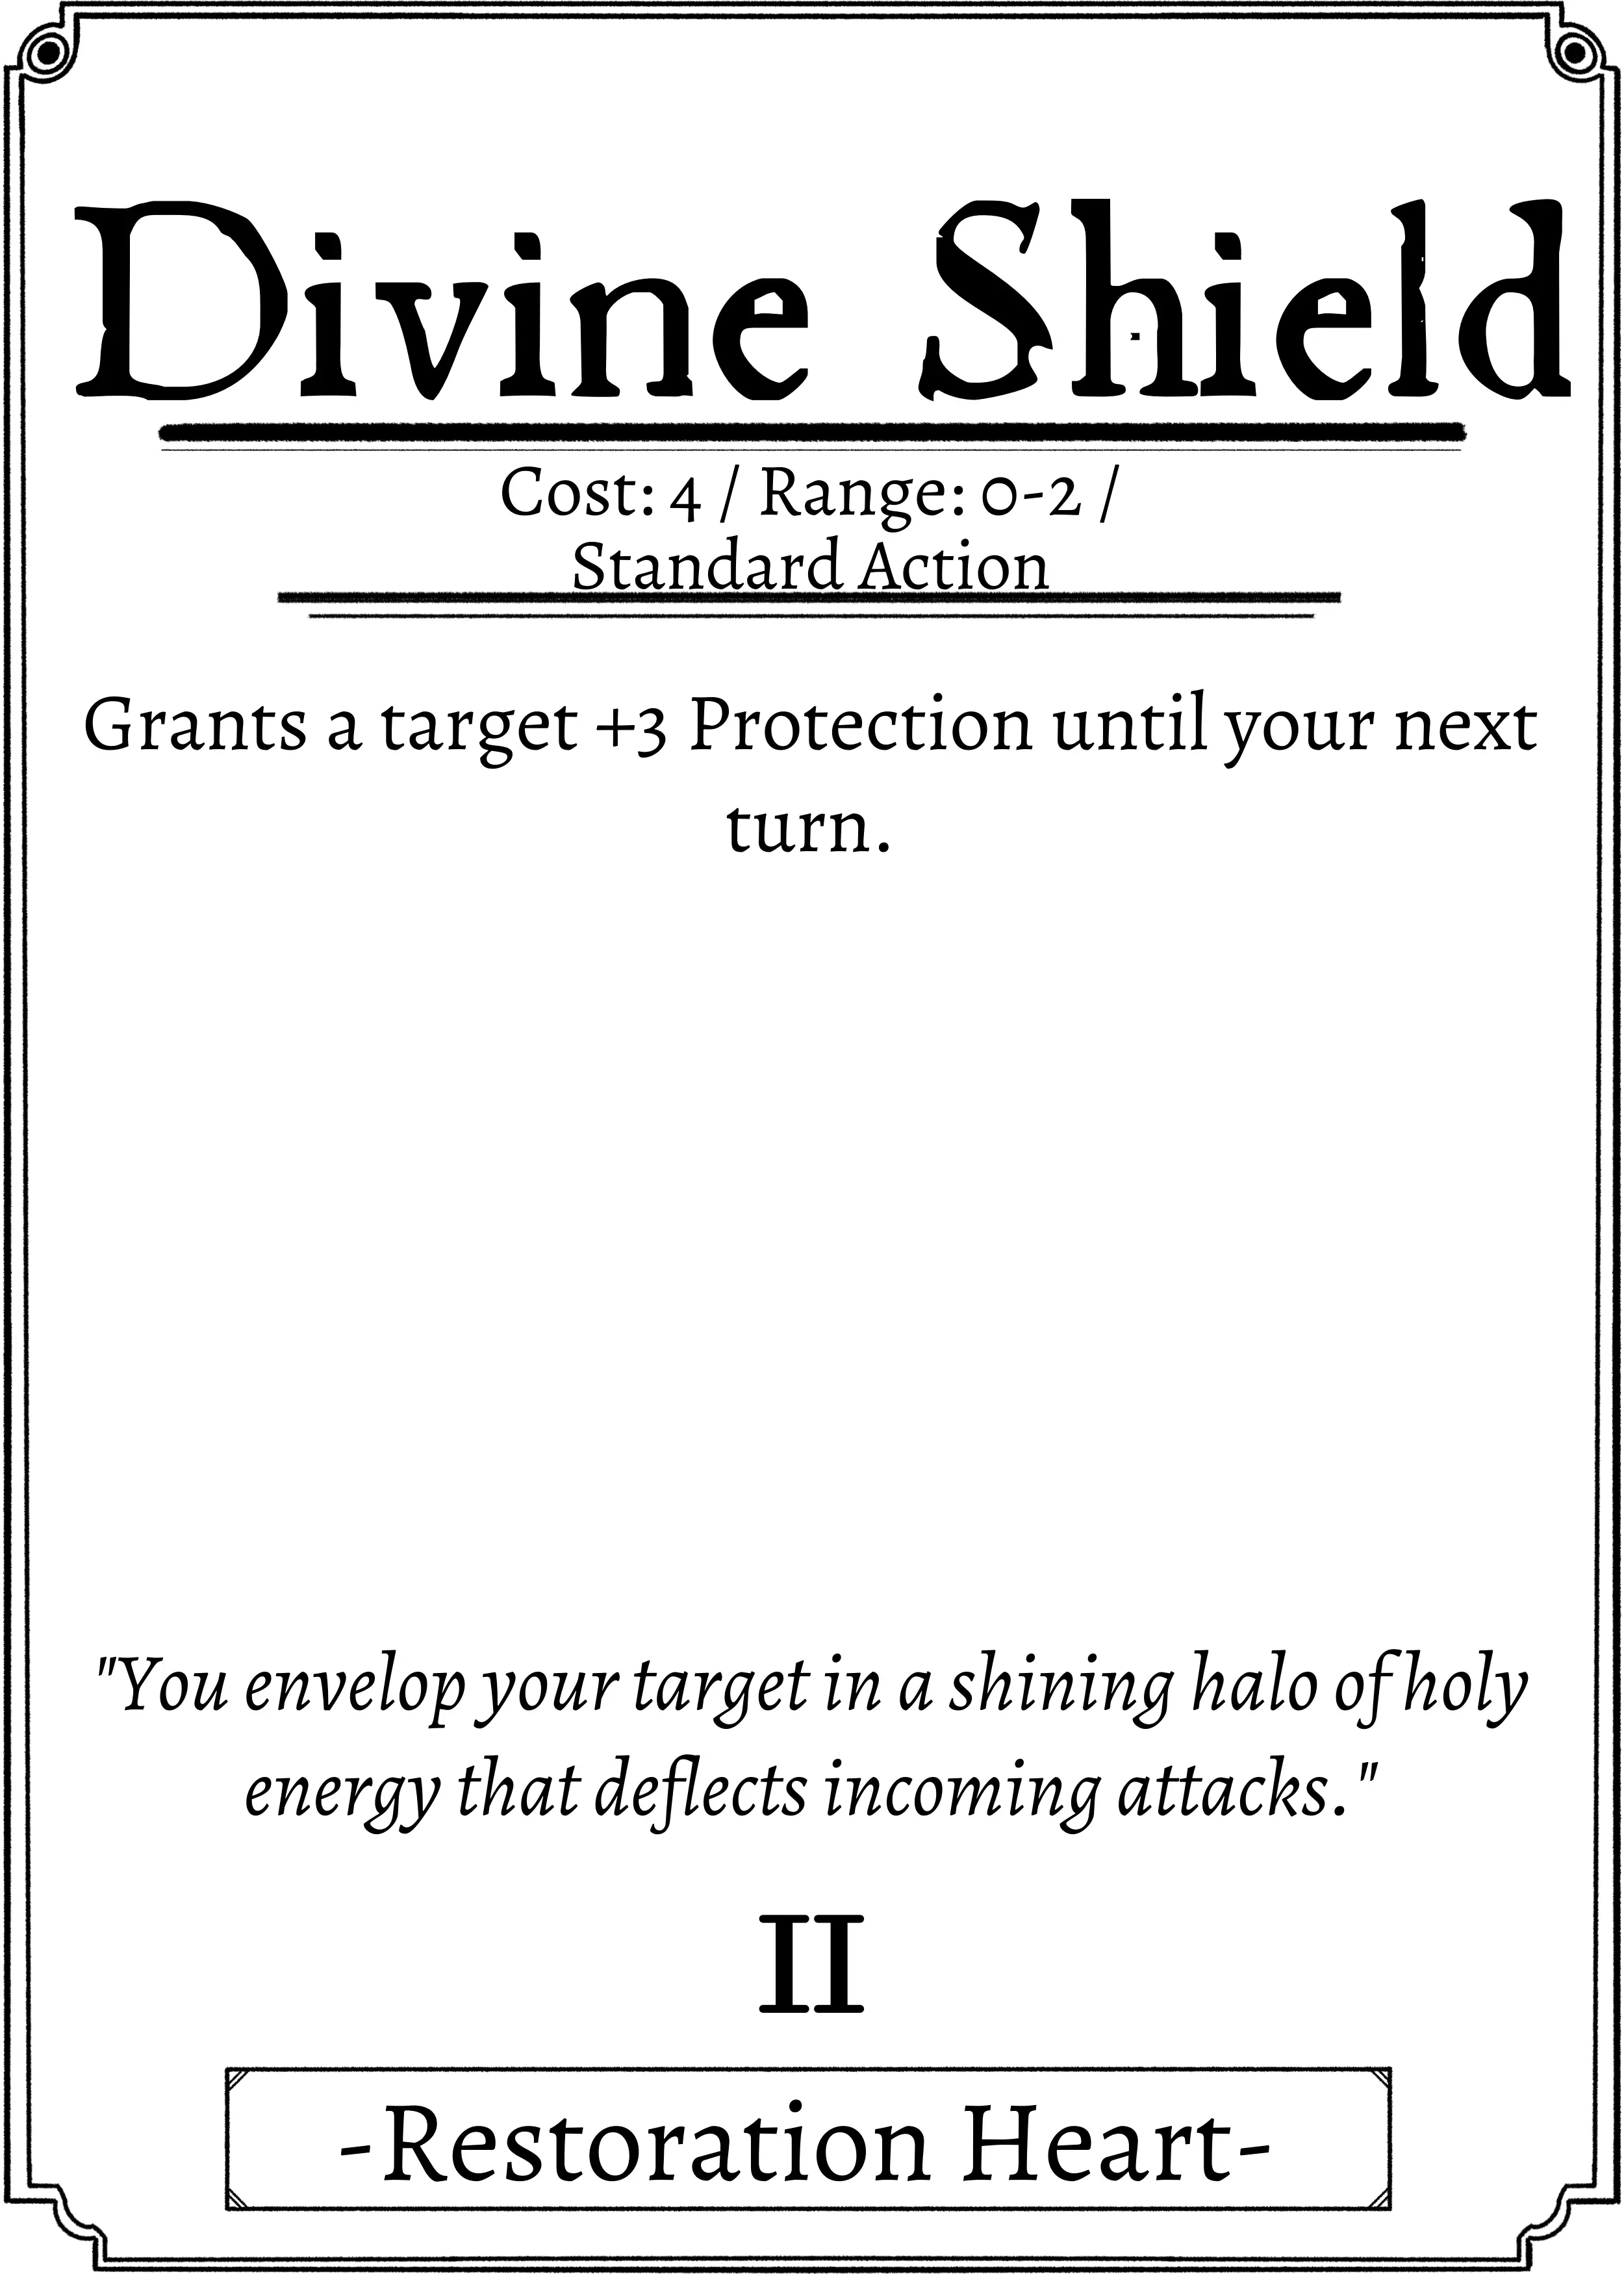 Divine Shield
Cost: 4 / Range: 0-2 /
Standard Action
Grants a target +3 Protection until your next
turn.
"You envelop your target in a shining halo of holy
energy that deflects incoming attacks."
II
-Restoration Heart-